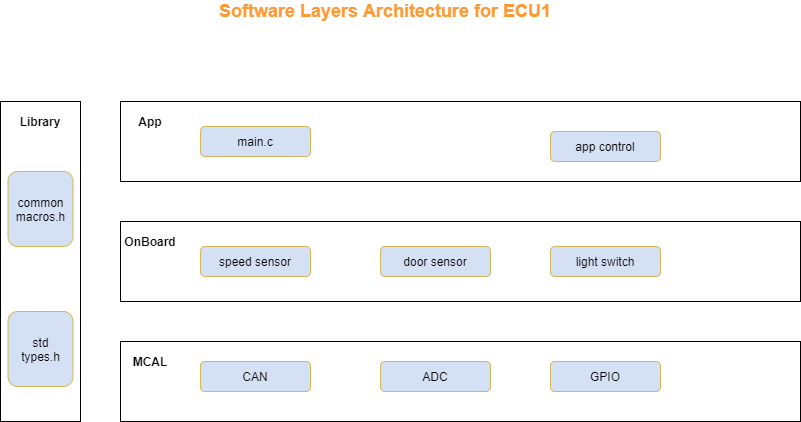 Software Layers Architecture for ECU1
Library
common
macros.h
std
types.h
App
main.c
app control
OnBoard
speed sensor
door sensor
light switch
MCAL
CAN
ADC
GPIO